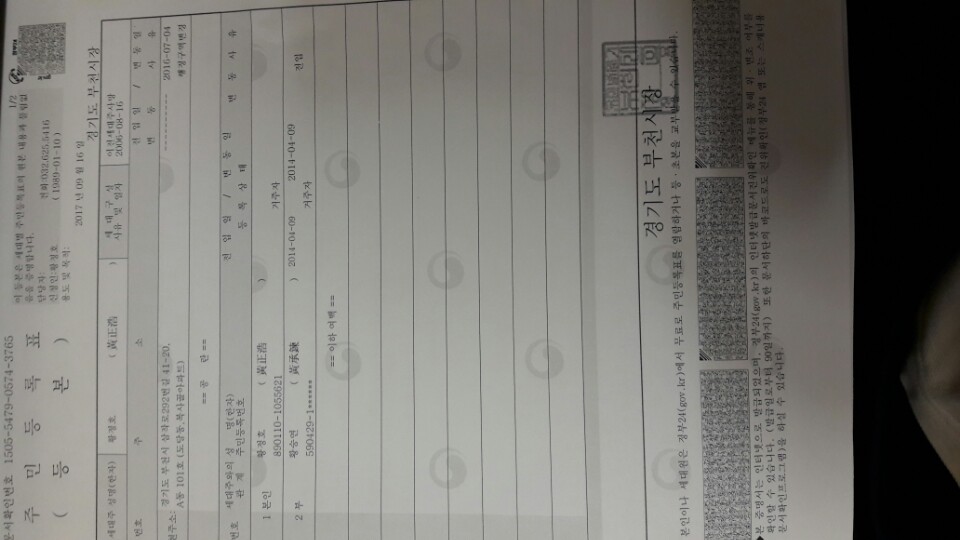 문서확인번호 1505-5479-0574-3765
1/2
주 민 등 록 표
( 등 본 )
이 등본은 세대별 주민등록표의 원본 내용과 틀림없
음을 증명합니다.
담당자: 전화:032.625.5416
신청인:황정호 (1989-01-10)
용도 및 목적:
2017 년 09 월 16 일
경기도 부천시장
세대주 성명(한자) 황정호 ( 黃正浩 ) 세 대 구 성 사유 및 일자 이전세대주사망 2006-08-16
번호 주 소 전 입 일 / 변 동 일
변 동 사 유
현주소: 경기도 부천시 삼작로292번길 41-20, 2016-07-04
A동 101호 (도당동,복사꽃아파트) 행정구역변경
== 공 란 ==
번호 세대주와의 관 계 성 명(한자) 주민등록번호 전 입 일 / 변 동 일 등 록 상 태 변 동 사 유
1 본인 황정호 ( 黃正浩 )
890110-1055621 거주자
2 부 황승연 ) 2014-04-09 2014-04-09 전입
590429-1****** 거주자
== 이하 여백 ==
경기도 부천시장
본인이나 세대원은 정부24(gov.kr)에서 무료로 주민등록표를 열람하거나 등·초본을 교부받을 수 있습니다.
◆본 증명서는 인터넷으로 발급되었으며, 정부24(gov.kr)의 인터넷발급문서진위확인 메뉴를 통해 위·변조 여부를
확인할 수 있습니다.(발급일로부터 90일까지) 또한 문서하단의 바코드로도 진위확인(정부24 앱 또는 스캐너용
문서확인프로그램)을 하실 수 있습니다.